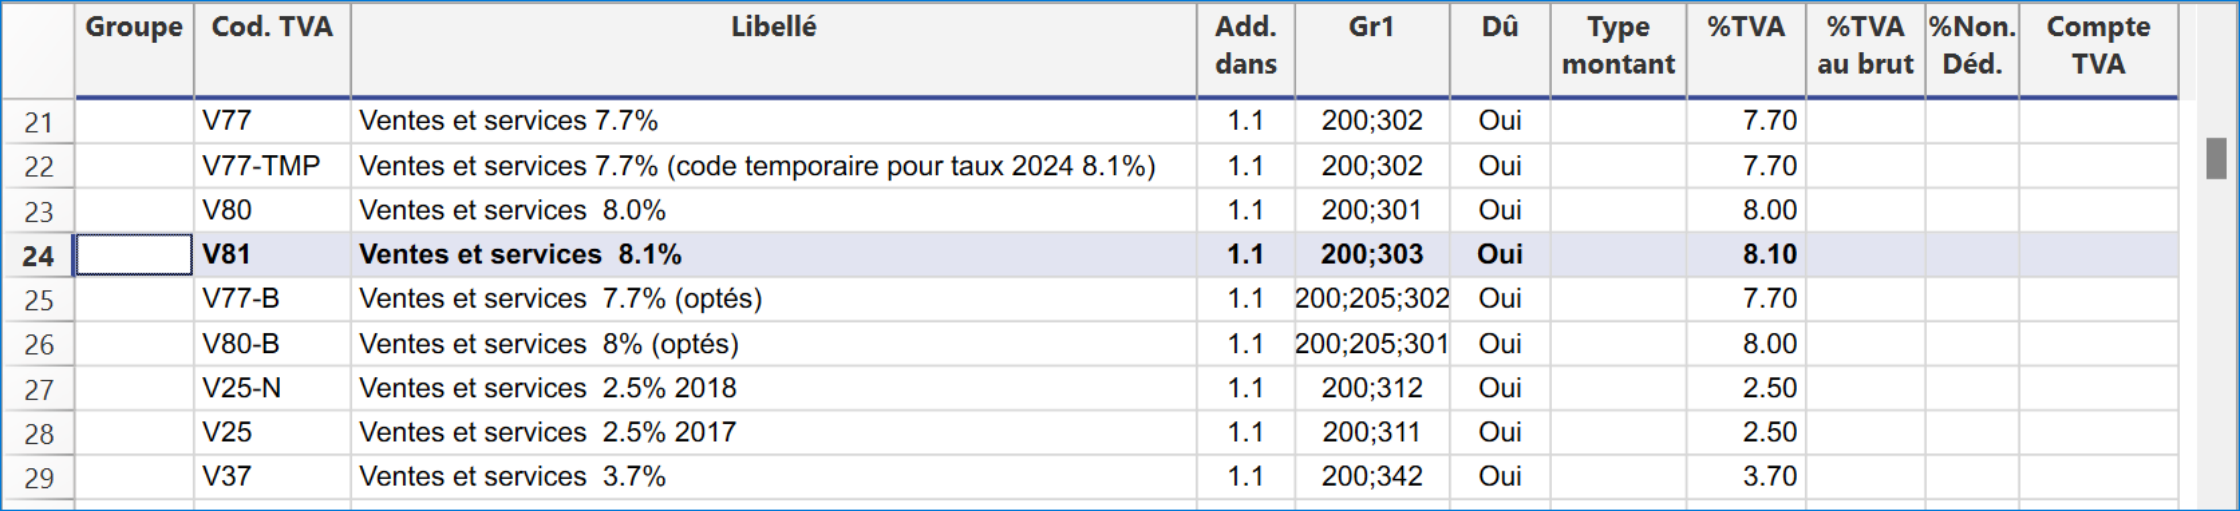 Groupe Cod. TVA Libellé Add. dans Gr1 Dû Type montant %TVA %TVA au brut %Non. Déd. Compte TVA
21 V77 Ventes et services 7.7% 1.1 200;302 Oui 7.70
22 V77-TMP Ventes et services 7.7% (code temporaire pour taux 2024 8.1%) 1.1 200;302 Oui 7.70
23 V80 Ventes et services 8.0% 1.1 200;301 Oui 8.00
24 V81 Ventes et services 8.1% 1.1 200;303 Oui 8.10
25 V77-B Ventes et services 7.7% (optés) 1.1 200;205;302 Oui 7.70
26 V80-B Ventes et services 8% (optés) 1.1 200;205;301 Oui 8.00
27 V25-N Ventes et services 2.5% 2018 1.1 200;312 Oui 2.50
28 V25 Ventes et services 2.5% 2017 1.1 200;311 Oui 2.50
29 V37 Ventes et services 3.7% 1.1 200;342 Oui 3.70